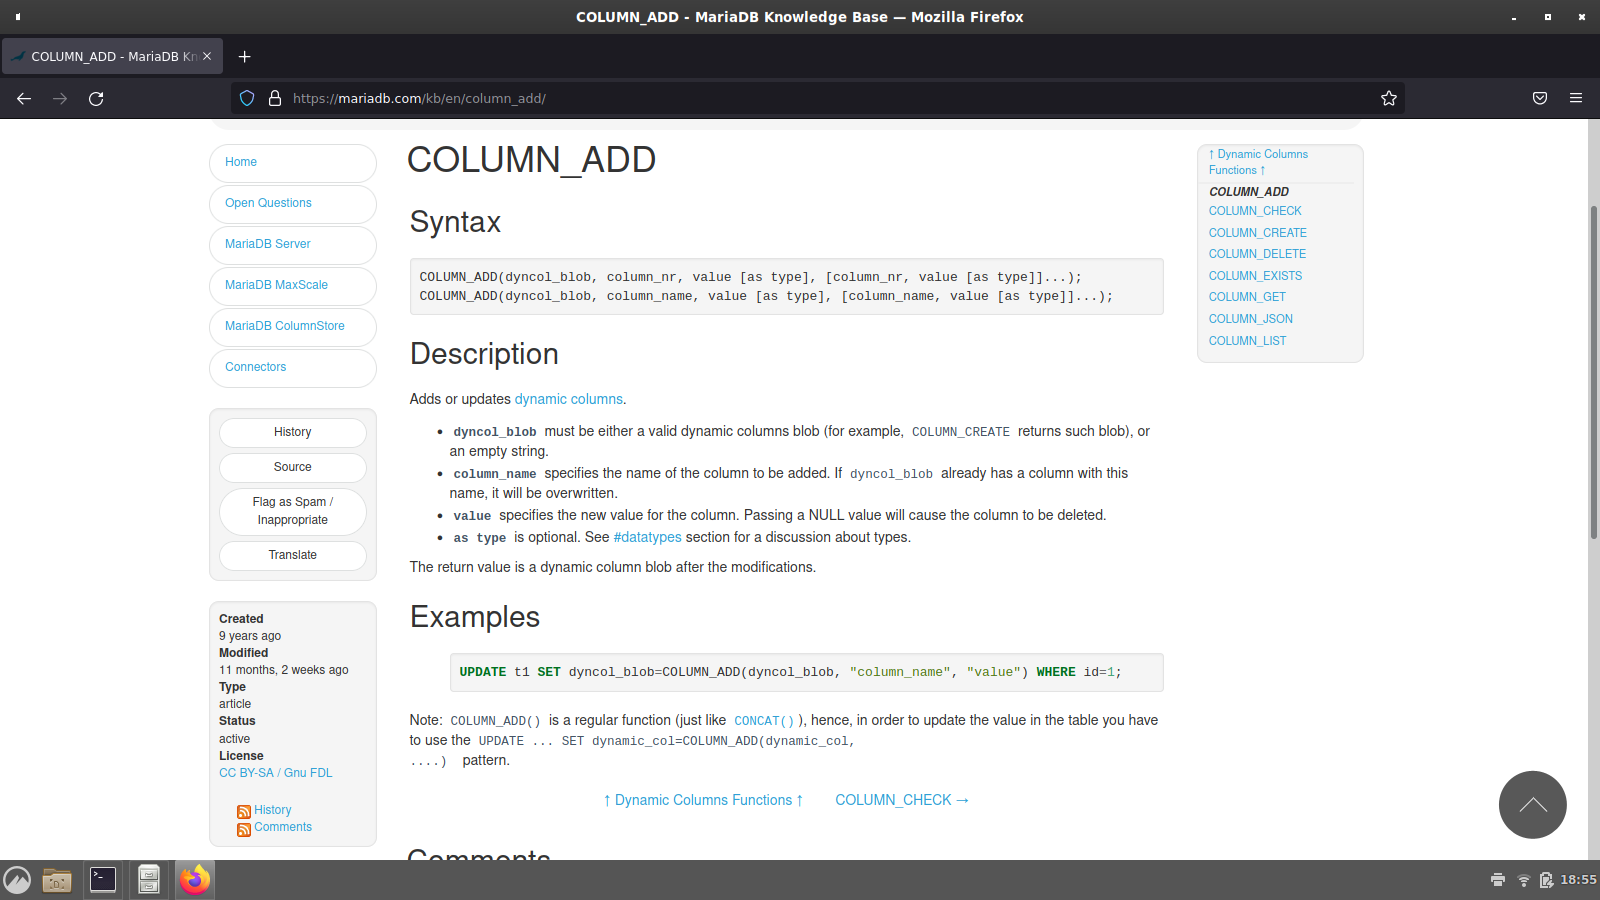 COLUMN_ADD - MariaDB Knowledge Base — Mozilla Firefox
COLUMN_ADD - MariaDB Kn
https://mariadb.com/kb/en/column_add/
Home
Open Questions
MariaDB Server
MariaDB MaxScale
MariaDB ColumnStore
Connectors
History
Source
Flag as Spam /
Inappropriate
Translate
Created
9 years ago
Modified
11 months, 2 weeks ago
Type
article
Status
active
License
CC BY-SA / Gnu FDL
History
Comments
COLUMN_ADD
Syntax
COLUMN_ADD(dyncol_blob, column_nr, value [as type], [column_nr, value [as type]]...);
COLUMN_ADD(dyncol_blob, column_name, value [as type], [column_name, value [as type]]...);
Description
Adds or updates dynamic columns.
• dyncol_blob must be either a valid dynamic columns blob (for example, COLUMN_CREATE returns such blob), or
an empty string.
• column_name specifies the name of the column to be added. If dyncol_blob already has a column with this
name, it will be overwritten.
• value specifies the new value for the column. Passing a NULL value will cause the column to be deleted.
• as type is optional. See #datatypes section for a discussion about types.
The return value is a dynamic column blob after the modifications.
Examples
UPDATE t1 SET dyncol_blob=COLUMN_ADD(dyncol_blob, "column_name", "value") WHERE id=1;
Note: COLUMN_ADD() is a regular function (just like CONCAT()), hence, in order to update the value in the table you have
to use the UPDATE ... SET dynamic_col=COLUMN_ADD(dynamic_col,
....) pattern.
↑ Dynamic Columns Functions ↑ COLUMN_CHECK →
Comments
↑ Dynamic Columns
Functions ↑
COLUMN_ADD
COLUMN_CHECK
COLUMN_CREATE
COLUMN_DELETE
COLUMN_EXISTS
COLUMN_GET
COLUMN_JSON
COLUMN_LIST
18:55